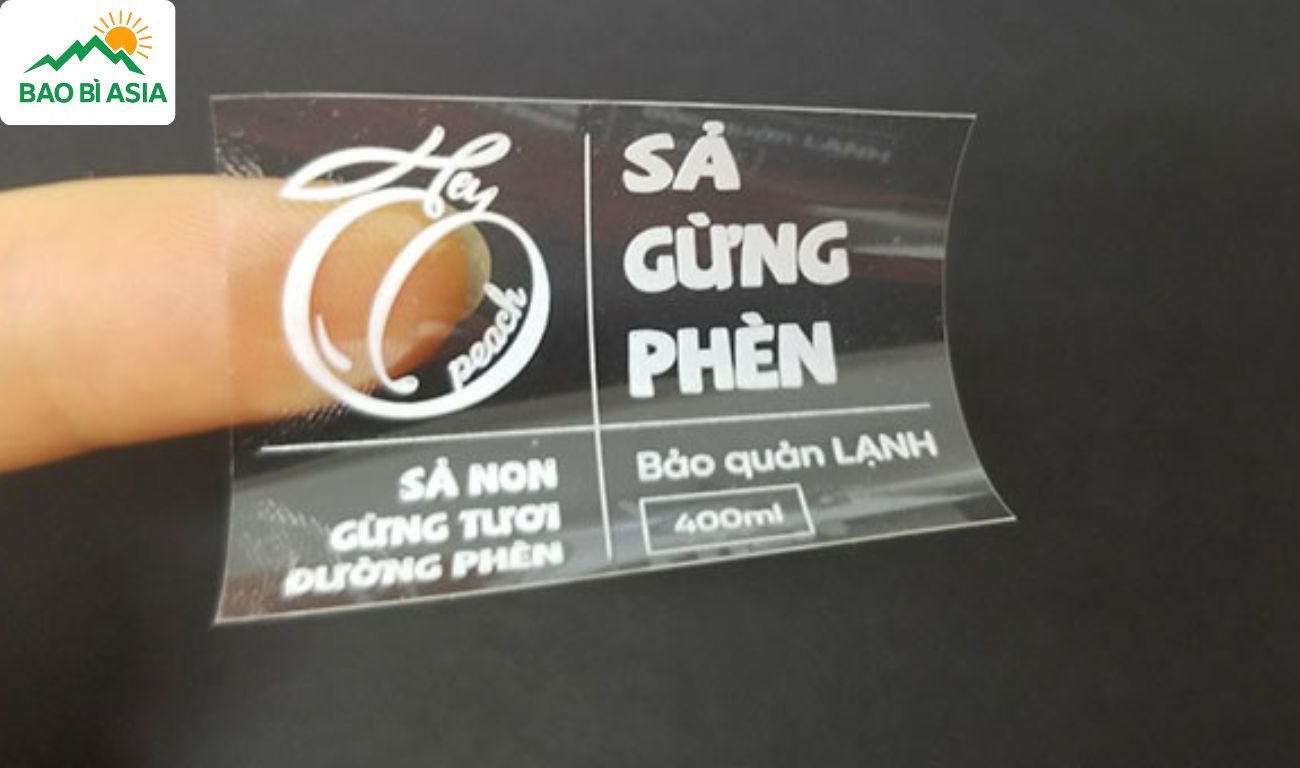 BAO BÌ ASIA
Hey
peach
SẢ
GỪNG
PHÈN
SẢ NON
GỪNG TƯƠI
ĐƯỜNG PHÈN
Bảo quản LẠNH
400ml